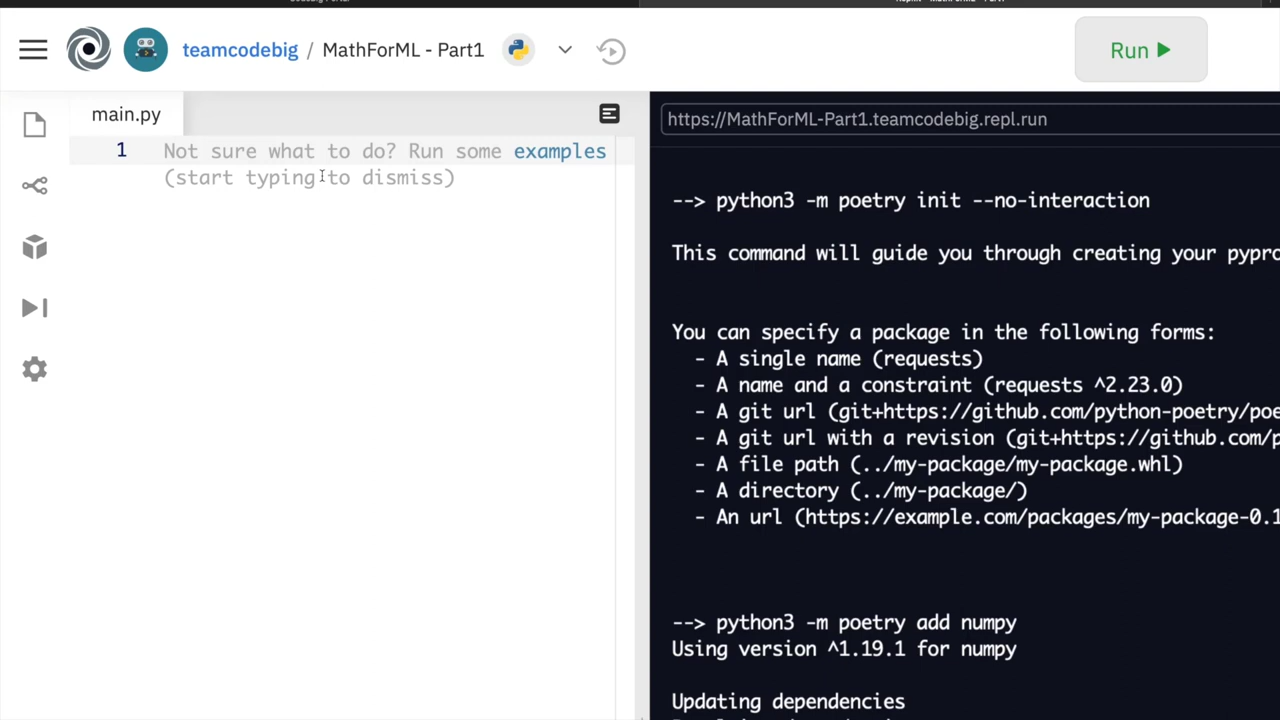 teamcodebig / MathForML - Part1
Run
main.py
1 Not sure what to do? Run some examples
(start typing to dismiss)
https://MathForML-Part1.teamcodebig.repl.run
--> python3 -m poetry init --no-interaction
This command will guide you through creating your pypro
You can specify a package in the following forms:
- A single name (requests)
- A name and a constraint (requests ^2.23.0)
- A git url (git+https://github.com/python-poetry/poe
- A git url with a revision (git+https://github.com/p
- A file path (../my-package/my-package.whl)
- A directory (../my-package/)
- An url (https://example.com/packages/my-package-0.1
--> python3 -m poetry add numpy
Using version ^1.19.1 for numpy
Updating dependencies